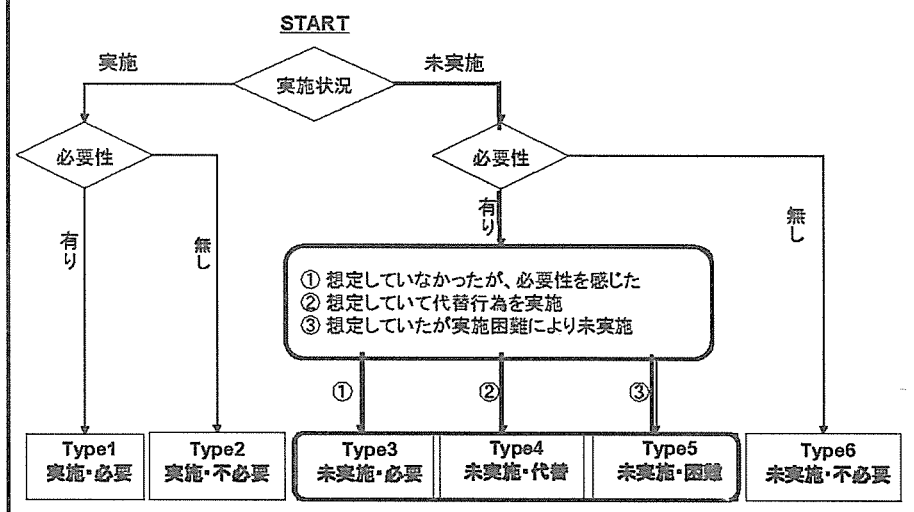 START
実施
未実施
実施状況
必要性
必要性
有り
無し
有り
無し
① 想定していなかったが、必要性を感じた
② 想定していて代替行為を実施
③ 想定していたが実施困難により未実施
①
②
③
Type1
実施・必要
Type2
実施・不必要
Type3
未実施・必要
Type4
未実施・代替
Type5
未実施・困難
Type6
未実施・不必要